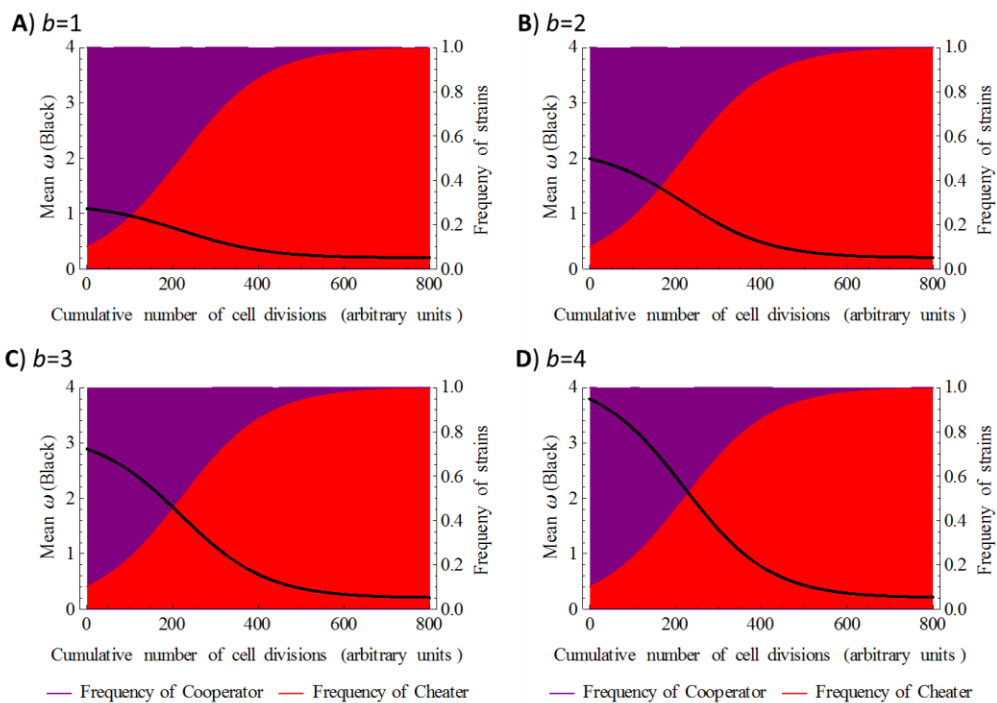 A) b=1
B) b=2
4
3
2
1
0
1.0
0.8
0.6
0.4
0.2
0.0
Mean ω (Black)
Frequeny of strains
0 200 400 600 800
Cumulative number of cell divisions (arbitrary units )
4
3
2
1
0
1.0
0.8
0.6
0.4
0.2
0.0
Mean ω (Black)
Frequeny of strains
0 200 400 600 800
Cumulative number of cell divisions (arbitrary units )
C) b=3
D) b=4
4
3
2
1
0
1.0
0.8
0.6
0.4
0.2
0.0
Mean ω (Black)
Frequeny of strains
0 200 400 600 800
Cumulative number of cell divisions (arbitrary units )
4
3
2
1
0
1.0
0.8
0.6
0.4
0.2
0.0
Mean ω (Black)
Frequeny of strains
0 200 400 600 800
Cumulative number of cell divisions (arbitrary units )
Frequency of Cooperator Frequency of Cheater
Frequency of Cooperator Frequency of Cheater